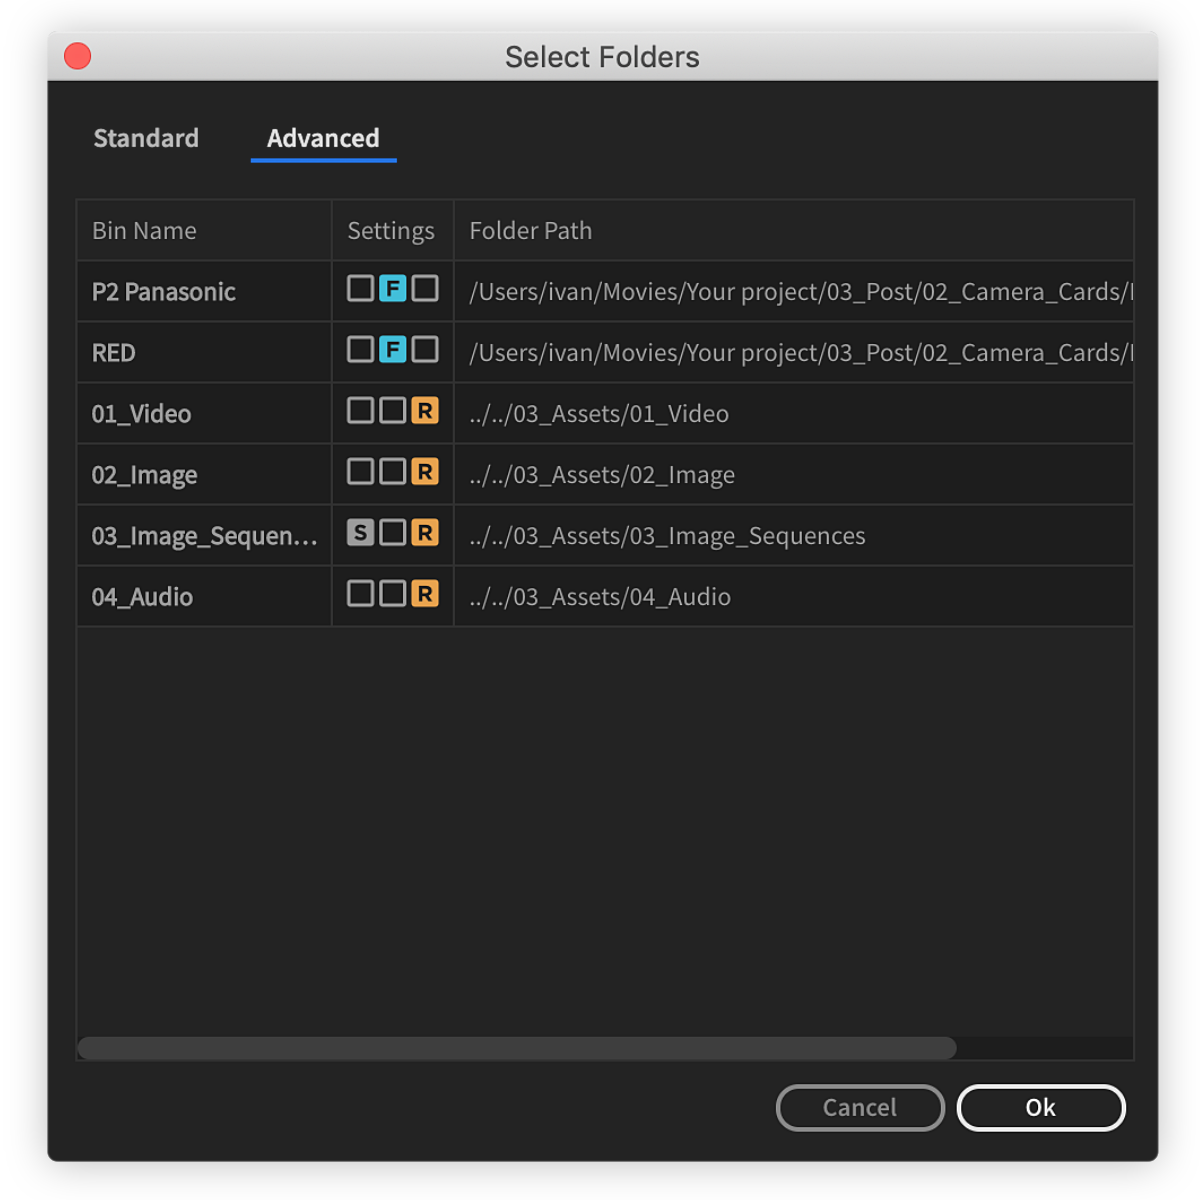 Select Folders
Standard Advanced
Bin Name Settings Folder Path
P2 Panasonic F /Users/ivan/Movies/Your project/03_Post/02_Camera_Cards/
RED F /Users/ivan/Movies/Your project/03_Post/02_Camera_Cards/
01_Video R ../../03_Assets/01_Video
02_Image R ../../03_Assets/02_Image
03_Image_Sequen... S R ../../03_Assets/03_Image_Sequences
04_Audio R ../../03_Assets/04_Audio
Cancel Ok